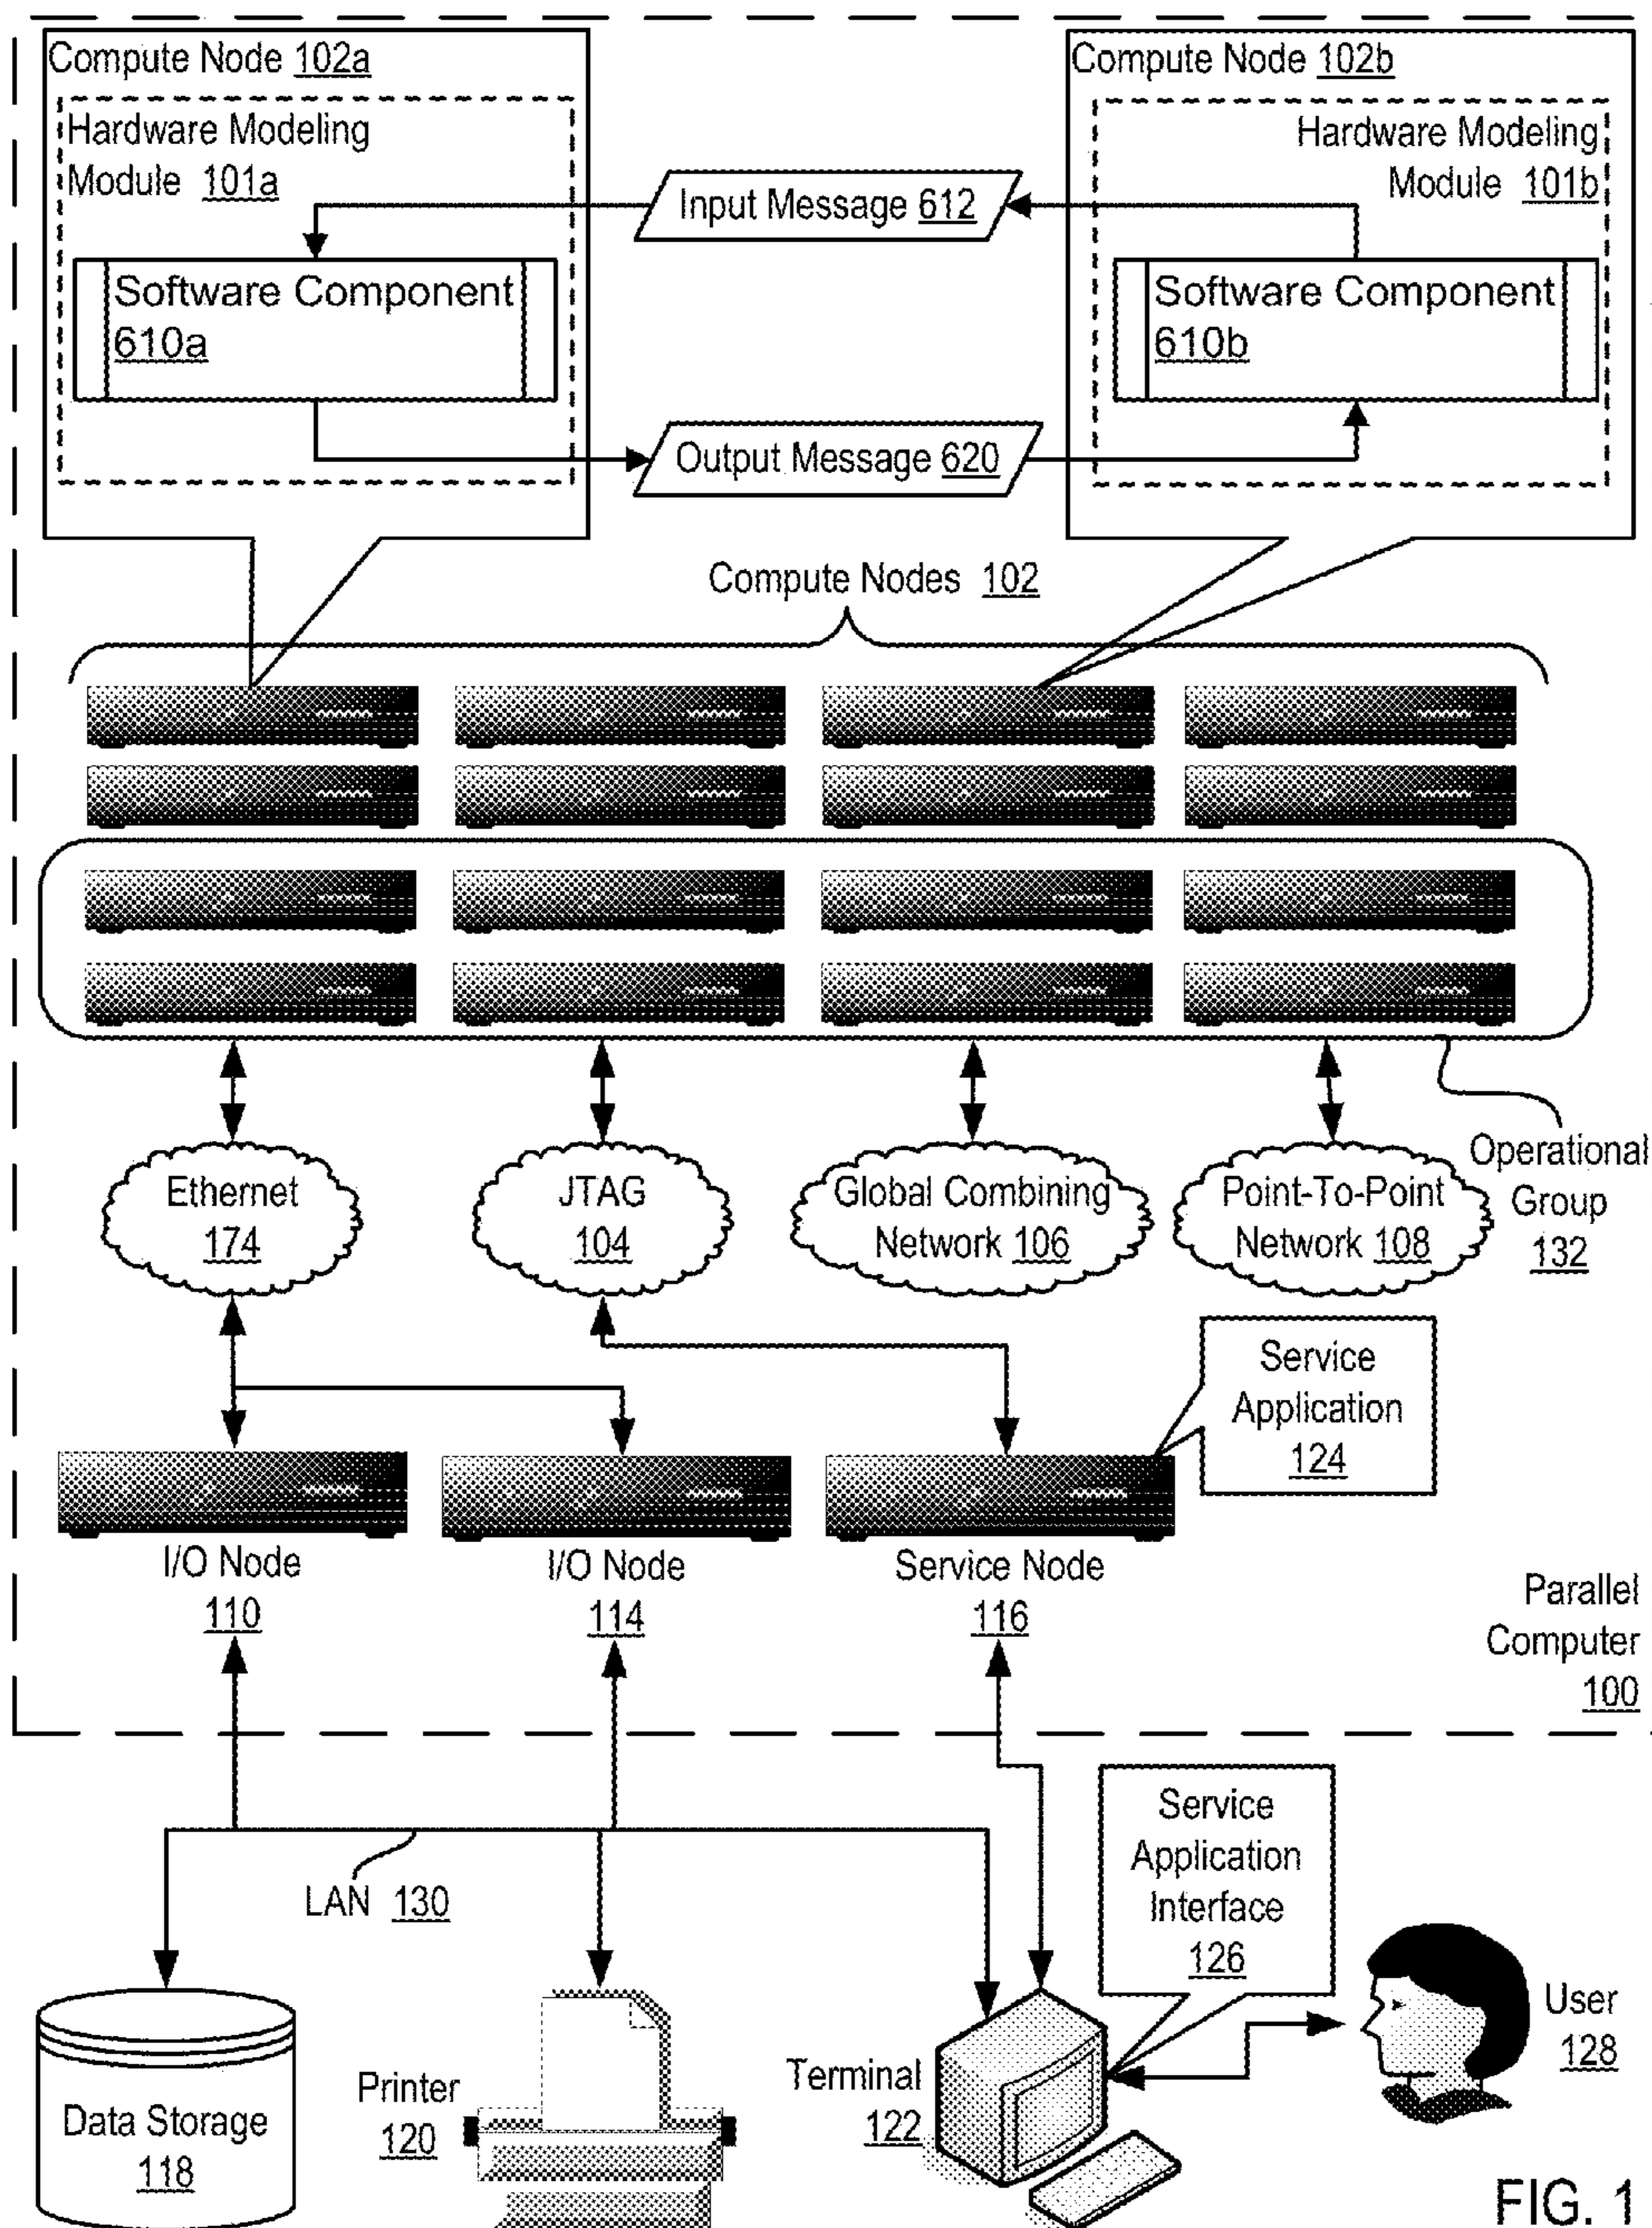 Compute Node 102a
Hardware Modeling
Module 101a
Software Component
610a
Input Message 612
Output Message 620
Compute Node 102b
Hardware Modeling
Module 101b
Software Component
610b
Compute Nodes 102
Ethernet
174
JTAG
104
Global Combining
Network 106
Point-To-Point
Network 108
Operational
Group
132
Service
Application
124
I/O Node
110
I/O Node
114
Service Node
116
Parallel
Computer
100
LAN 130
Service
Application
Interface
126
Data Storage
118
Printer
120
Terminal
122
User
128
FIG. 1